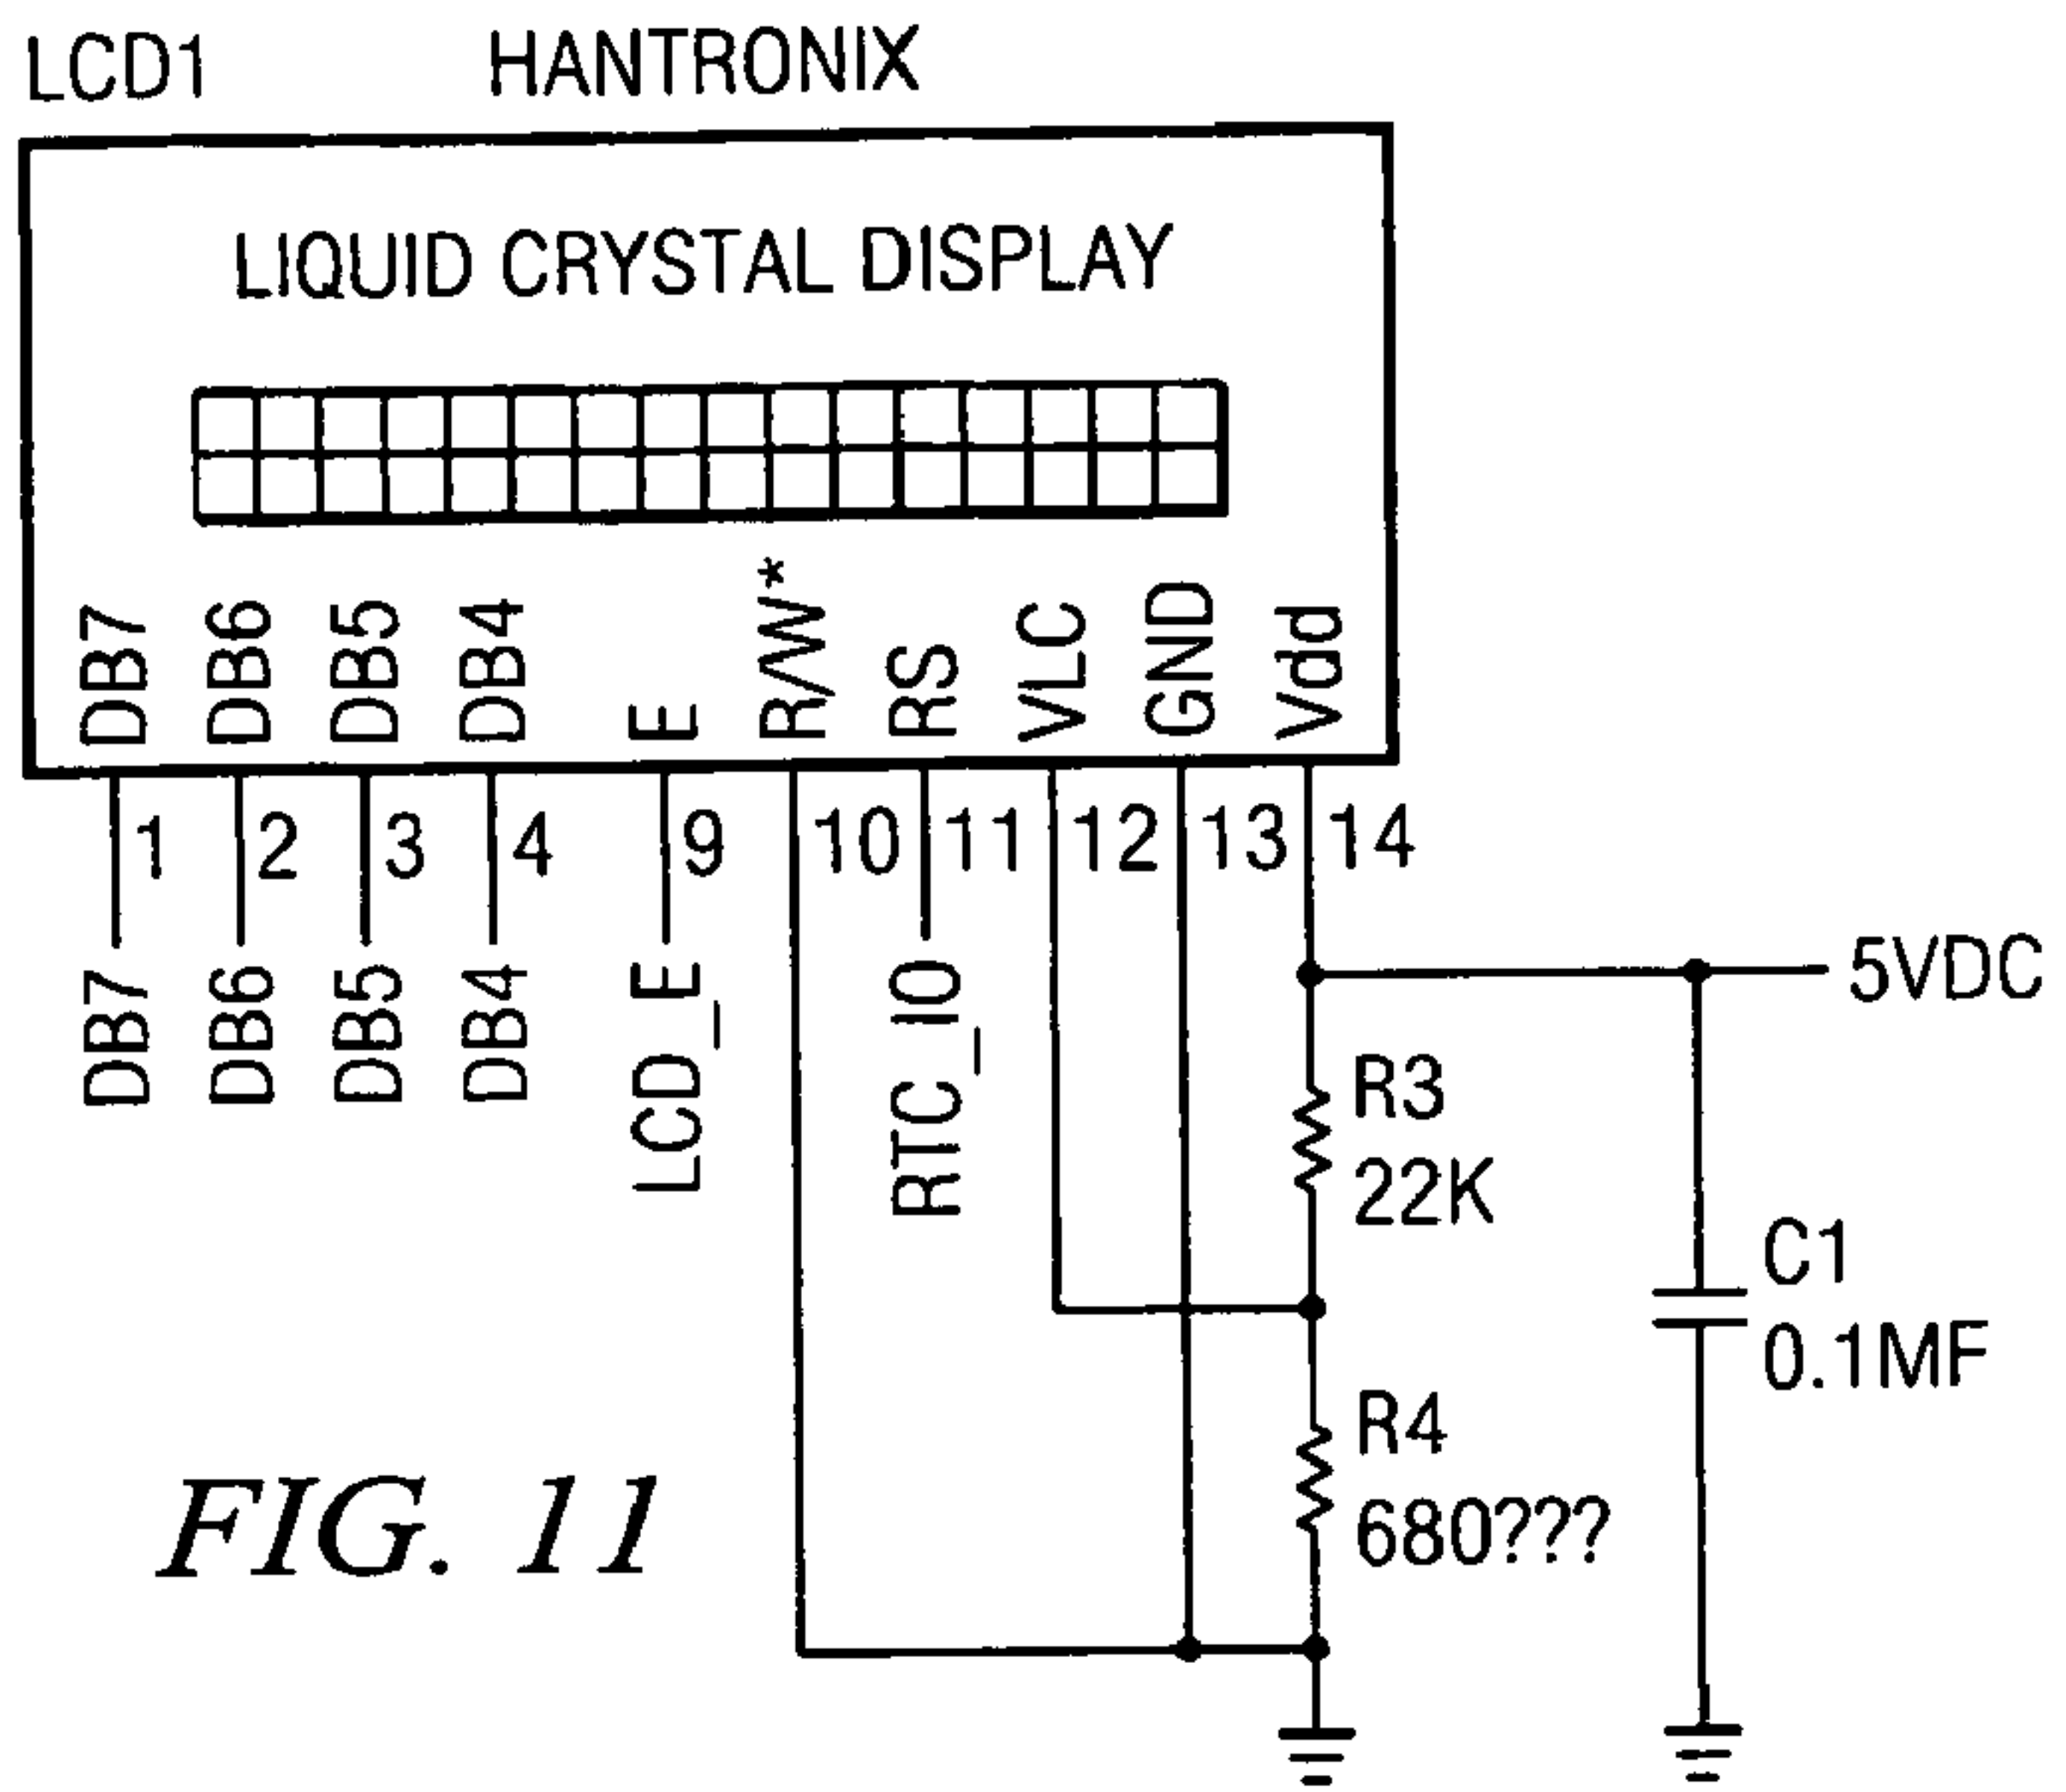 LCD1 HANTRONIX
LIQUID CRYSTAL DISPLAY
DB7 DB6 DB5 DB4 E R/W* RS VLC GND Vdd
1 2 3 4 9 10 11 12 13 14
DB7 DB6 DB5 DB4 LCD_E RTC_IO
5VDC
R3
22K
C1
0.1MF
R4
680???
FIG. 11